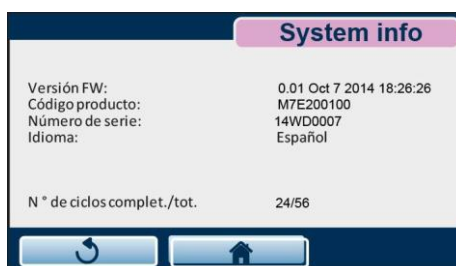 System info
Versión FW: 0.01 Oct 7 2014 18:26:26
Código producto: M7E200100
Número de serie: 14WD0007
Idioma: Español
N ° de ciclos complet./tot. 24/56